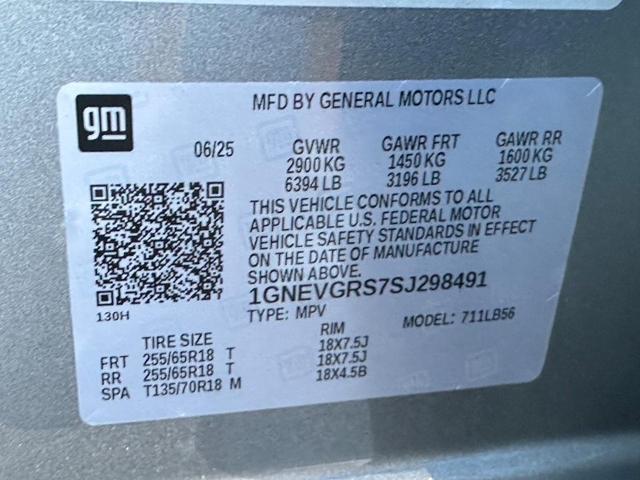 gm
MFD BY GENERAL MOTORS LLC
06/25 GVWR GAWR FRT GAWR RR
2900 KG 1450 KG 1600 KG
6394 LB 3196 LB 3527 LB
THIS VEHICLE CONFORMS TO ALL
APPLICABLE U.S. FEDERAL MOTOR
VEHICLE SAFETY STANDARDS IN EFFECT
ON THE DATE OF MANUFACTURE
SHOWN ABOVE.
1GNEVGRS7SJ298491
130H
TYPE: MPV MODEL: 711LB56
TIRE SIZE RIM
FRT 255/65R18 T 18X7.5J
RR 255/65R18 T 18X7.5J
SPA T135/70R18 M 18X4.5B